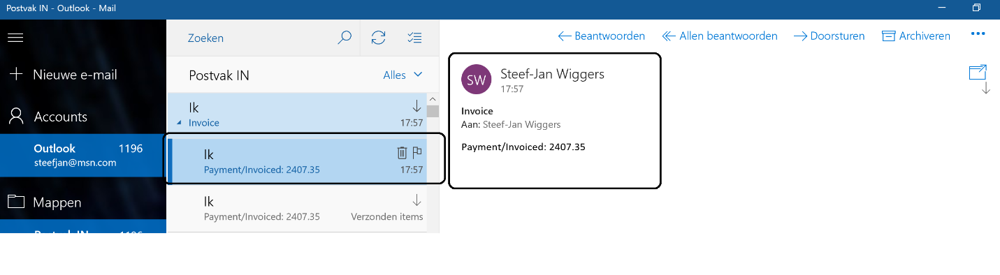 Postvak IN - Outlook - Mail
Nieuwe e-mail
Accounts
Outlook 1196
steefjan@msn.com
Mappen
Zoeken
Postvak IN Alles
Ik
Invoice 17:57
Ik
Payment/Invoiced: 2407.35 17:57
Ik
Payment/Invoiced: 2407.35 Verzonden items
Beantwoorden Allen beantwoorden Doorsturen Archiveren
SW
Steef-Jan Wiggers
17:57
Invoice
Aan: Steef-Jan Wiggers
Payment/Invoiced: 2407.35